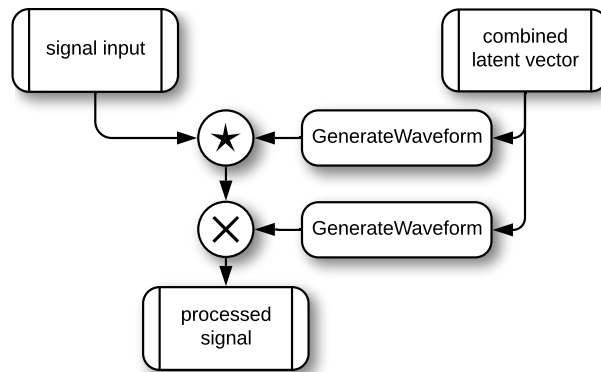 signal input
combined
latent vector
GenerateWaveform
GenerateWaveform
processed
signal